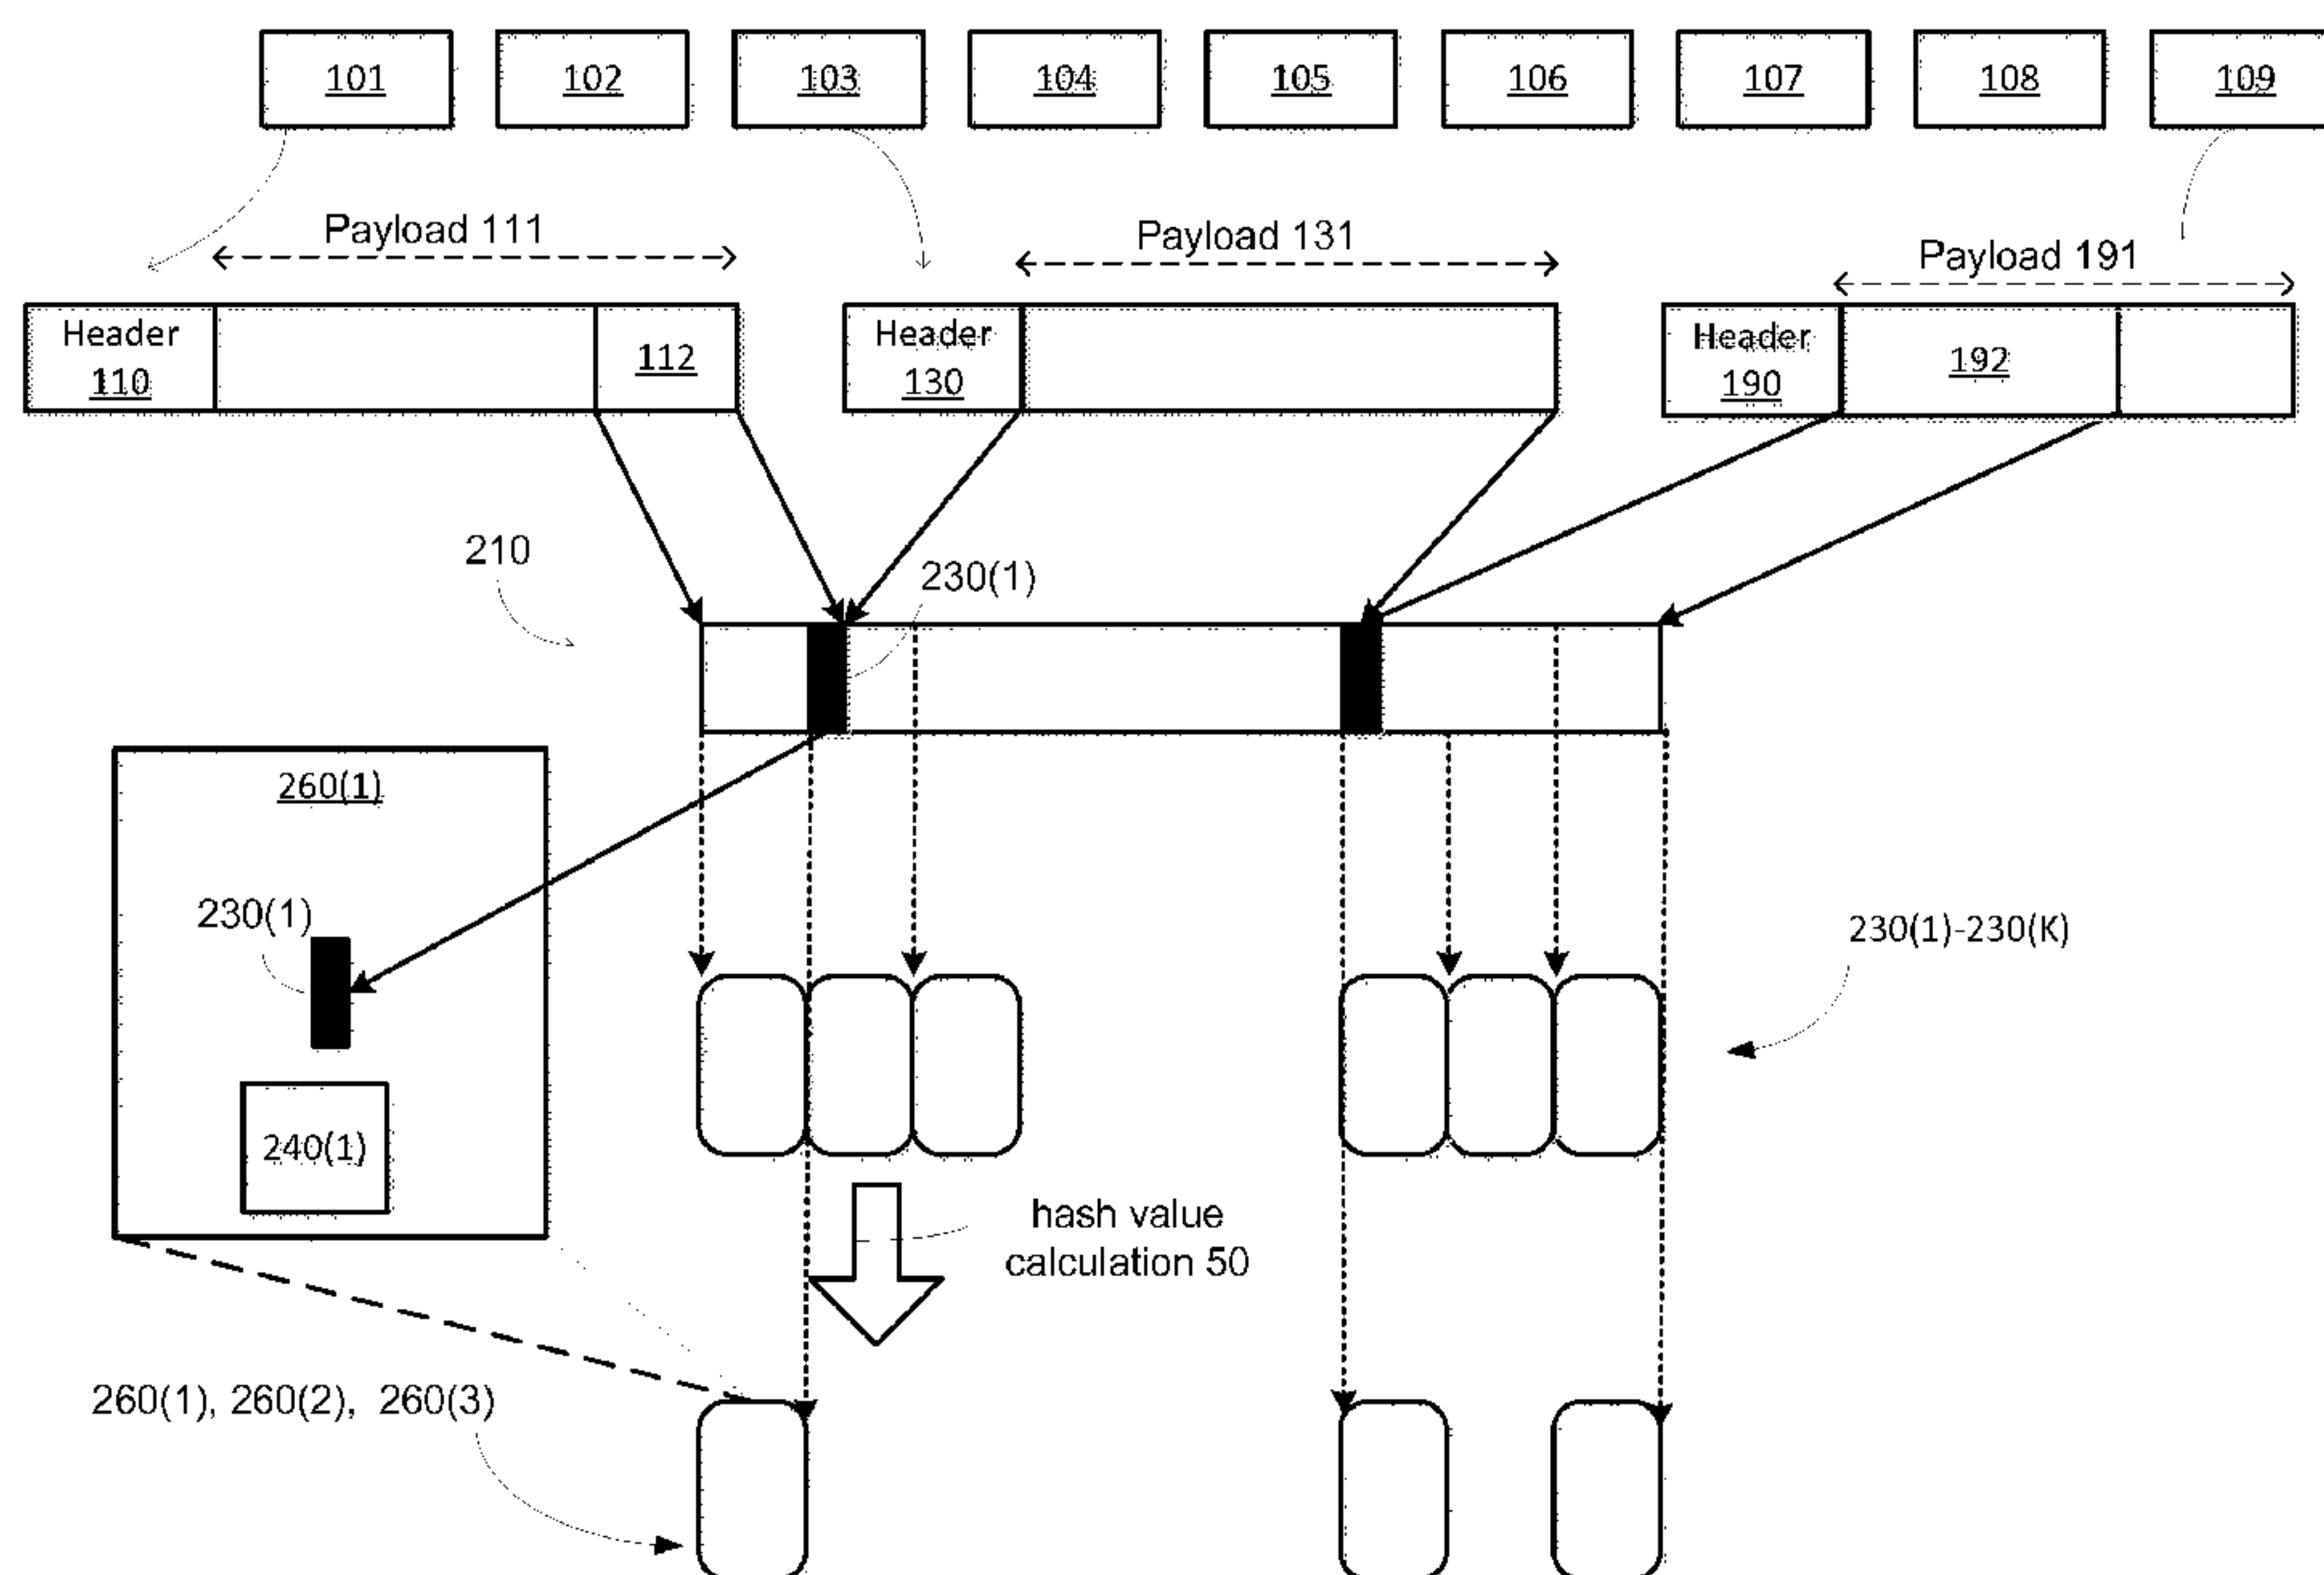 101 102 103 104 105 106 107 108 109
Payload 111 Payload 131 Payload 191
Header 110 112 Header 130 Header 190 192
210
230(1)
260(1)
230(1)
230(1)-230(K)
240(1)
hash value
calculation 50
260(1), 260(2), 260(3)